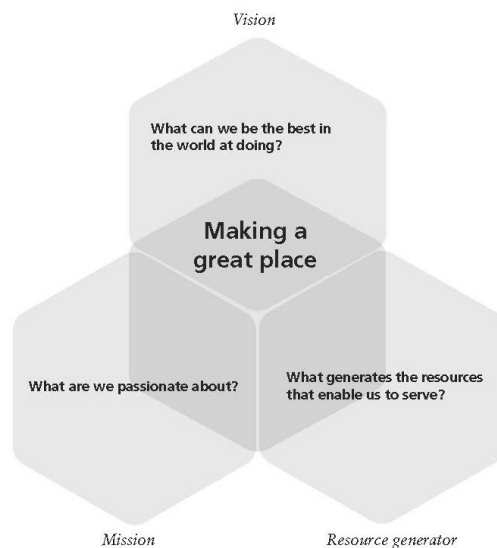 Vision
What can we be the best in
the world at doing?
Making a
great place
What are we passionate about?
What generates the resources
that enable us to serve?
Mission
Resource generator